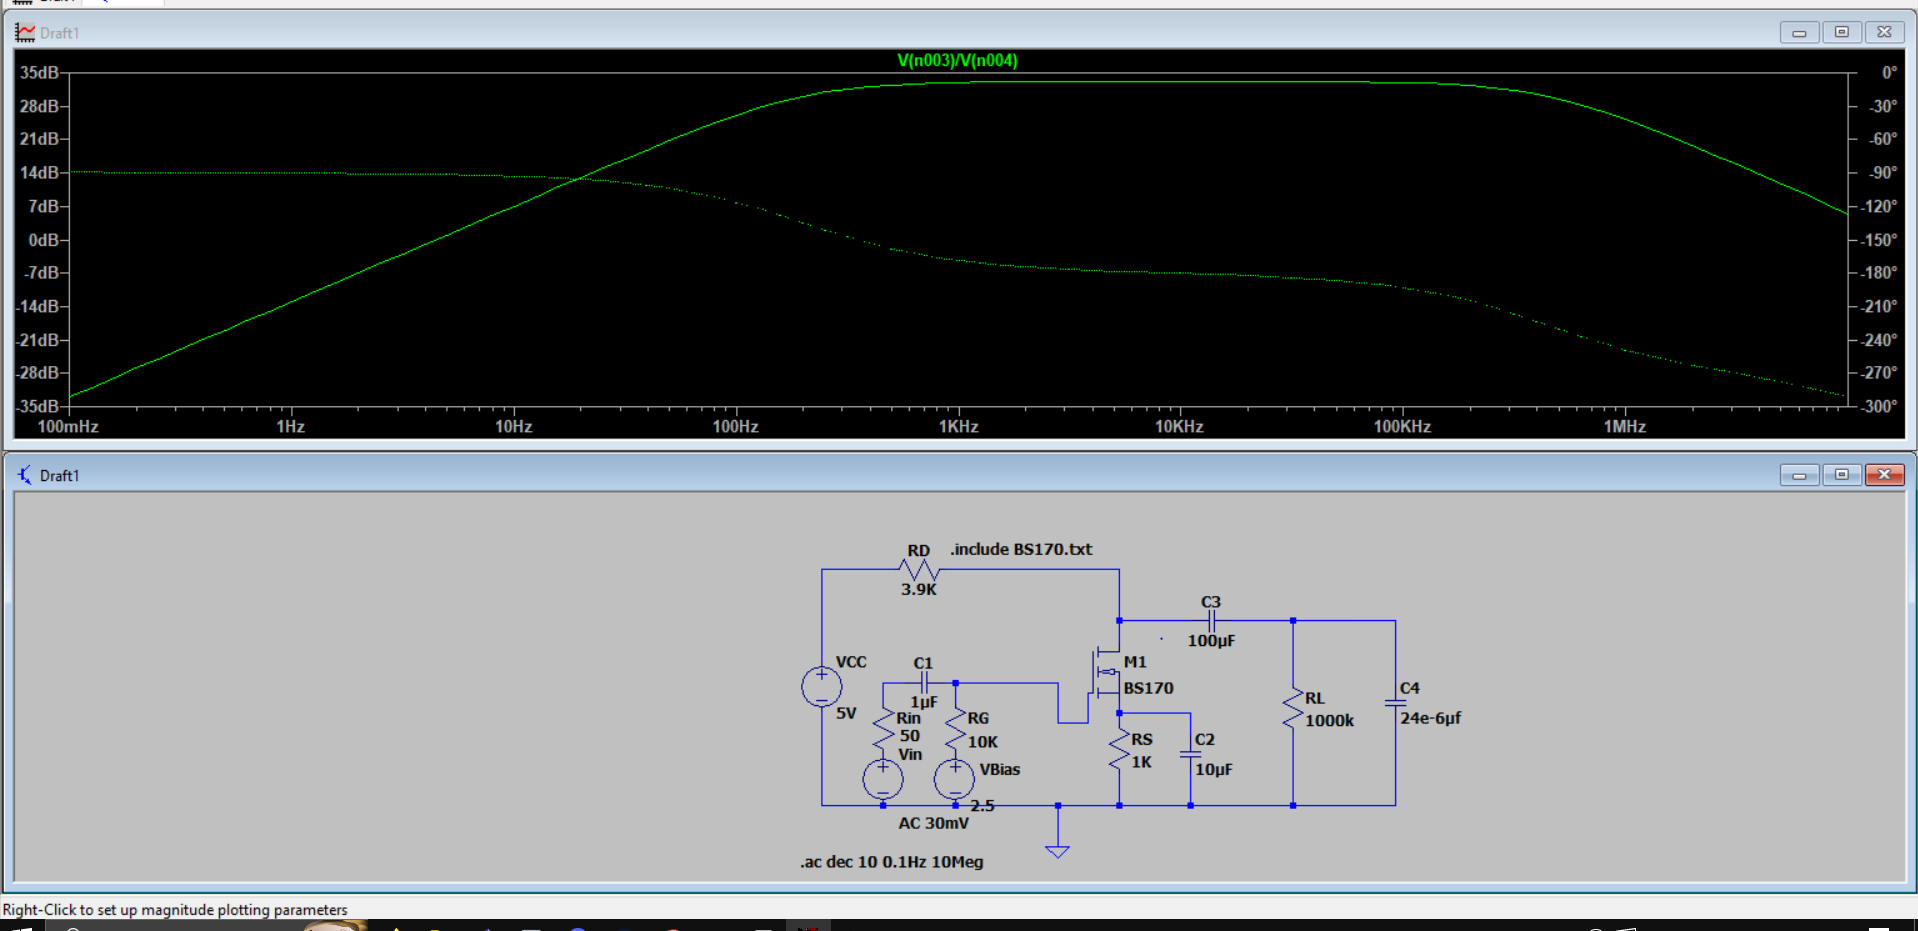 Draft1
V(n003)/V(n004)
35dB
28dB
21dB
14dB
7dB
0dB
-7dB
-14dB
-21dB
-28dB
-35dB
0°
-30°
-60°
-90°
-120°
-150°
-180°
-210°
-240°
-270°
-300°
100mHz 1Hz 10Hz 100Hz 1KHz 10KHz 100KHz 1MHz
Draft1
RD .include BS170.txt
3.9K
C3
100µF
VCC
5V
C1
1µF
Rin
50
Vin
RG
10K
VBias
2.5
AC 30mV
M1
BS170
RS
1K
C2
10µF
RL
1000k
C4
24e-6µf
.ac dec 10 0.1Hz 10Meg
Right-Click to set up magnitude plotting parameters